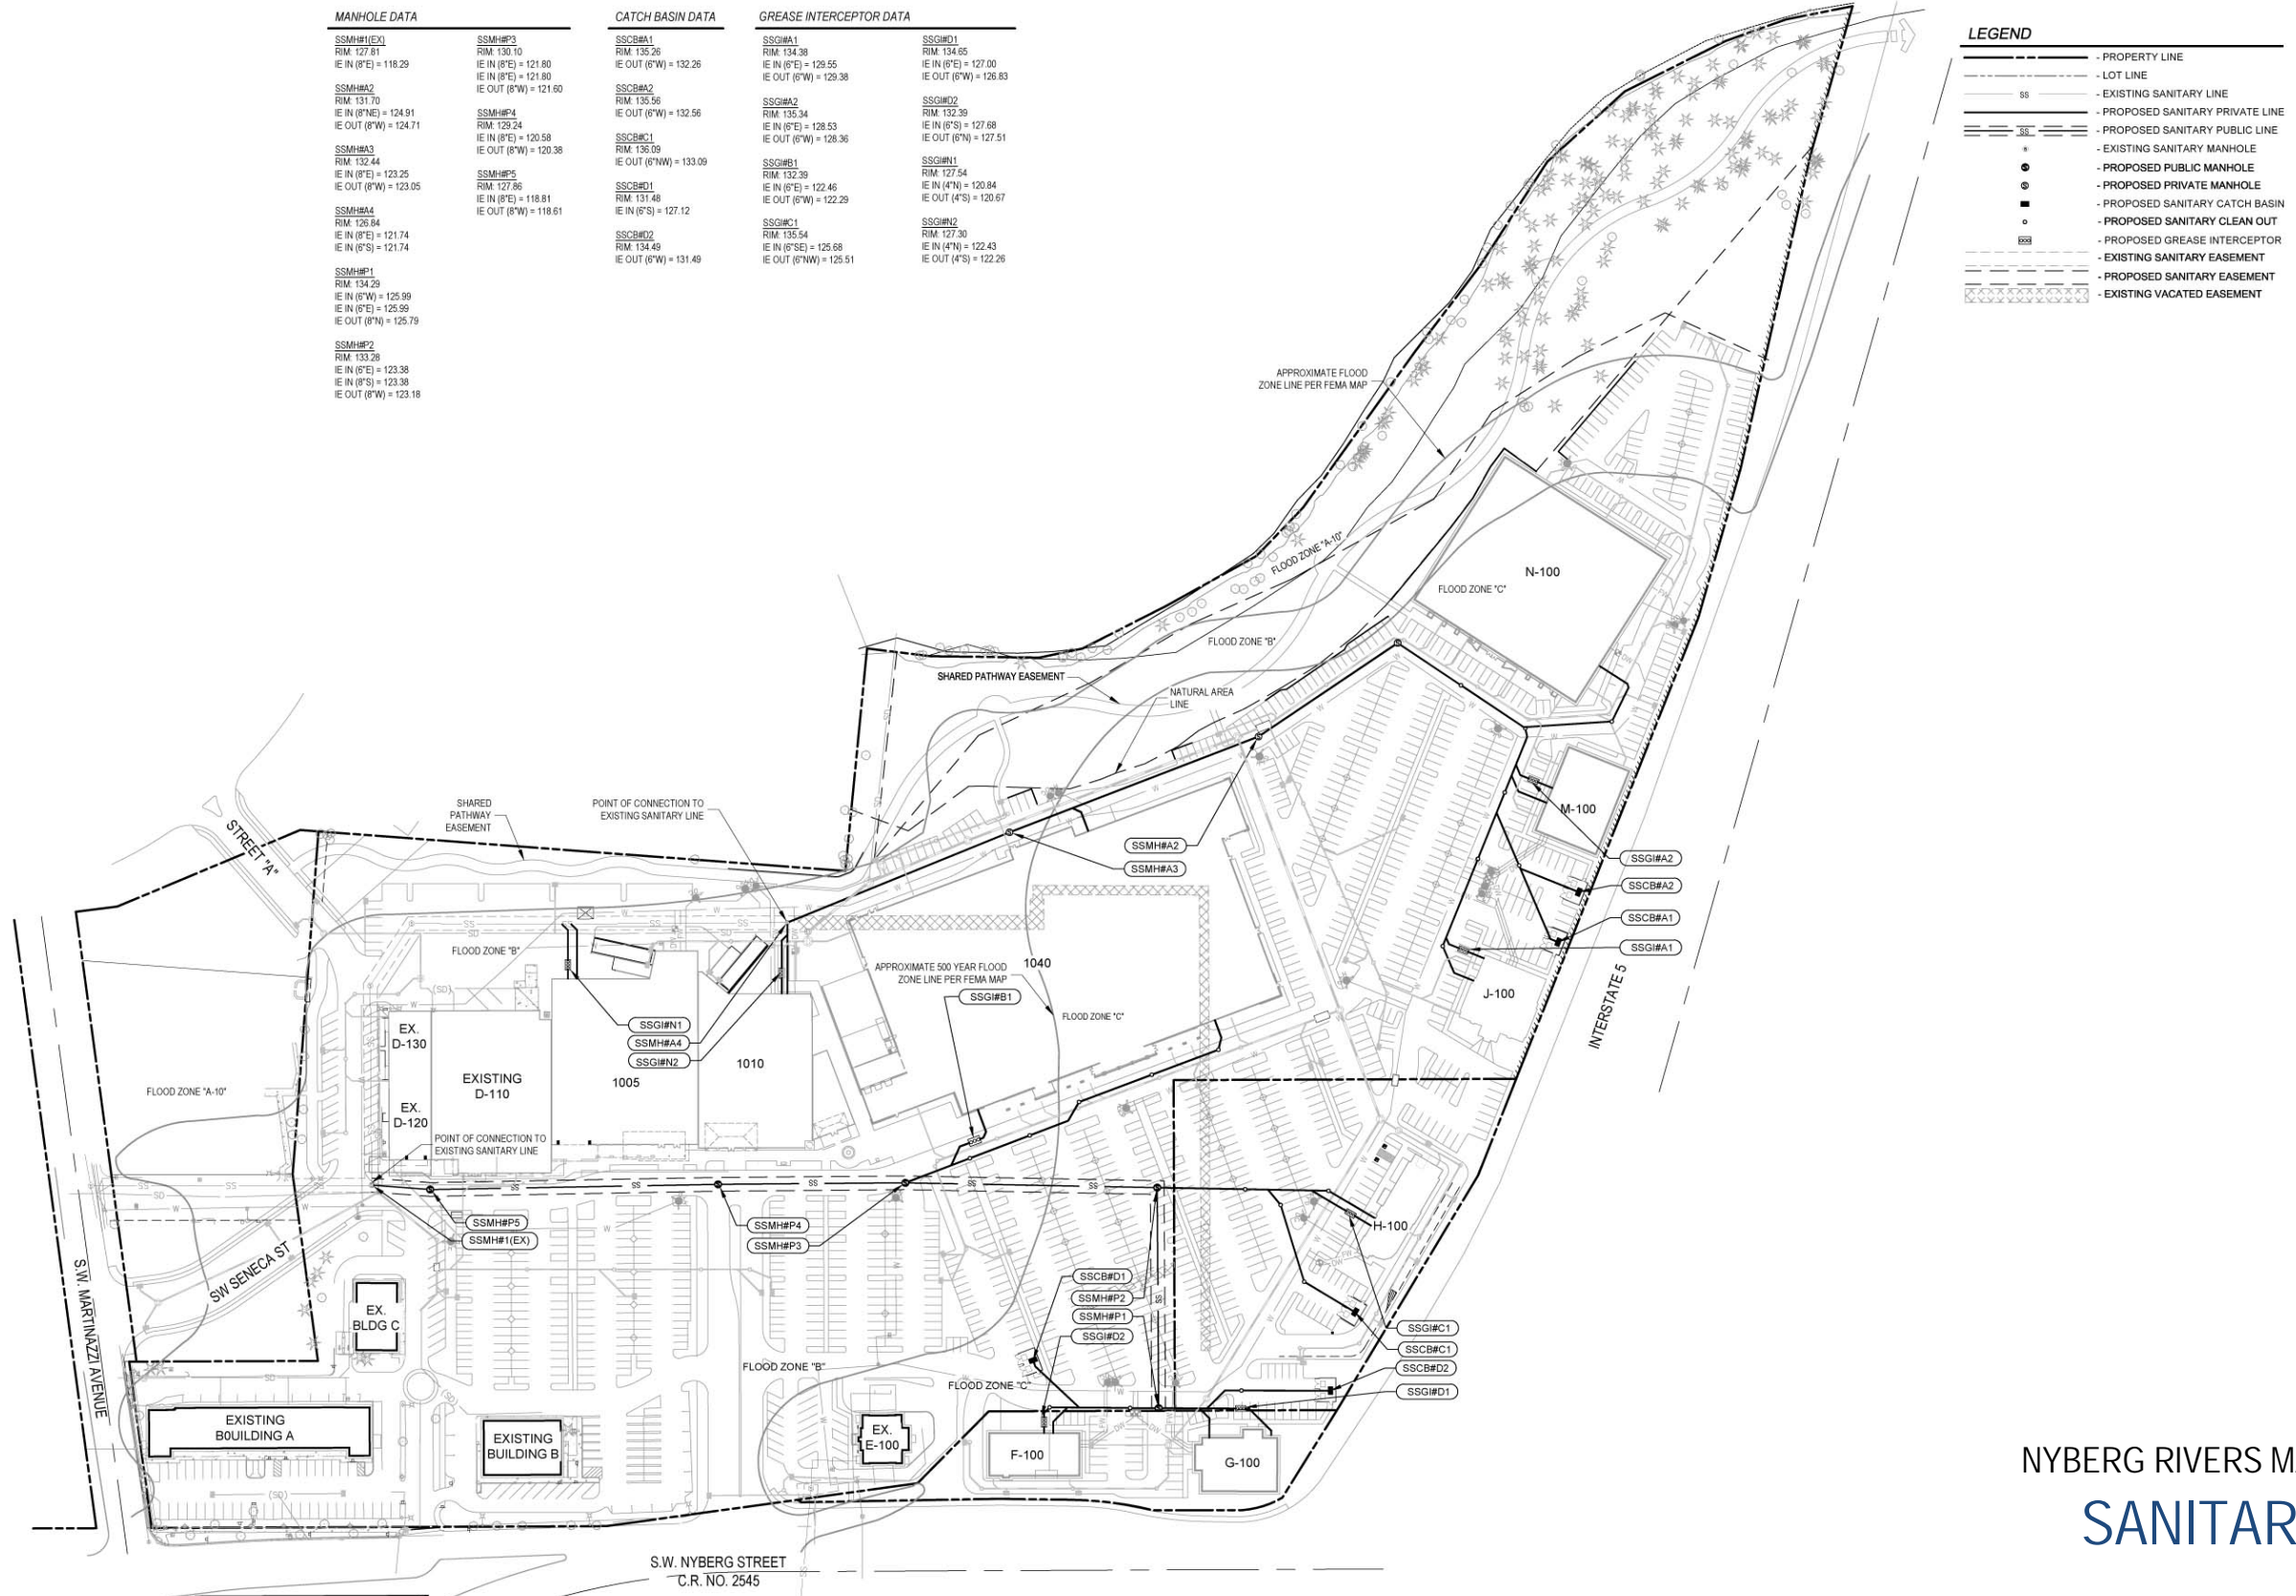 MANHOLE DATA
SSMH#1(EX)
RIM: 127.81
IE IN (8"E) = 118.29
SSMH#A2
RIM: 131.70
IE IN (8"NE) = 124.91
IE OUT (8"W) = 124.71
SSMH#A3
RIM: 132.44
IE IN (8"E) = 123.25
IE OUT (8"W) = 123.05
SSMH#A4
RIM: 126.84
IE IN (8"E) = 121.74
IE IN (6"S) = 121.74
SSMH#P1
RIM: 134.29
IE IN (6"W) = 125.99
IE IN (6"E) = 125.99
IE OUT (8"N) = 125.79
SSMH#P2
RIM: 133.28
IE IN (6"E) = 123.38
IE IN (8"S) = 123.38
IE OUT (8"W) = 123.18
SSMH#P3
RIM: 130.10
IE IN (8"E) = 121.80
IE IN (8"E) = 121.80
IE OUT (8"W) = 121.60
SSMH#P4
RIM: 129.24
IE IN (8"E) = 120.58
IE OUT (8"W) = 120.38
SSMH#P5
RIM: 127.86
IE IN (8"E) = 118.81
IE OUT (8"W) = 118.61
CATCH BASIN DATA
SSCB#A1
RIM: 135.26
IE OUT (6"W) = 132.26
SSCB#A2
RIM: 135.56
IE OUT (6"W) = 132.56
SSCB#C1
RIM: 136.09
IE OUT (6"NW) = 133.09
SSCB#D1
RIM: 131.48
IE IN (6"S) = 127.12
SSCB#D2
RIM: 134.49
IE OUT (6"W) = 131.49
GREASE INTERCEPTOR DATA
SSGI#A1
RIM: 134.38
IE IN (6"E) = 129.55
IE OUT (6"W) = 129.38
SSGI#A2
RIM: 135.34
IE IN (6"E) = 128.53
IE OUT (6"W) = 128.36
SSGI#B1
RIM: 132.39
IE IN (6"E) = 122.46
IE OUT (6"W) = 122.29
SSGI#C1
RIM: 135.54
IE IN (6"SE) = 125.68
IE OUT (6"NW) = 125.51
SSGI#D1
RIM: 134.65
IE IN (6"E) = 127.00
IE OUT (6"W) = 126.83
SSGI#D2
RIM: 132.39
IE IN (6"S) = 127.68
IE OUT (6"N) = 127.51
SSGI#N1
RIM: 127.54
IE IN (4"N) = 120.84
IE OUT (4"S) = 120.67
SSGI#N2
RIM: 127.30
IE IN (4"N) = 122.43
IE OUT (4"S) = 122.26
LEGEND
- PROPERTY LINE
- LOT LINE
SS - EXISTING SANITARY LINE
- PROPOSED SANITARY PRIVATE LINE
SS - PROPOSED SANITARY PUBLIC LINE
- EXISTING SANITARY MANHOLE
- PROPOSED PUBLIC MANHOLE
- PROPOSED PRIVATE MANHOLE
- PROPOSED SANITARY CATCH BASIN
- PROPOSED SANITARY CLEAN OUT
- PROPOSED GREASE INTERCEPTOR
- EXISTING SANITARY EASEMENT
- PROPOSED SANITARY EASEMENT
- EXISTING VACATED EASEMENT
APPROXIMATE FLOOD
ZONE LINE PER FEMA MAP
FLOOD ZONE "A-10"
N-100
FLOOD ZONE "C"
FLOOD ZONE "B"
SHARED PATHWAY EASEMENT
NATURAL AREA
LINE
SHARED
PATHWAY
EASEMENT
POINT OF CONNECTION TO
EXISTING SANITARY LINE
STREET "A"
M-100
SSMH#A2
SSMH#A3
SSGI#A2
SSCB#A2
SSCB#A1
SSGI#A1
FLOOD ZONE "B"
APPROXIMATE 500 YEAR FLOOD
ZONE LINE PER FEMA MAP
1040
SSGI#B1
FLOOD ZONE "C"
J-100
INTERSTATE 5
SSGI#N1
SSMH#A4
SSGI#N2
EX.
D-130
EXISTING
D-110
1005
1010
FLOOD ZONE "A-10"
EX.
D-120
POINT OF CONNECTION TO
EXISTING SANITARY LINE
SSMH#P5
SSMH#1(EX)
SSMH#P4
SSMH#P3
H-100
SW SENECA ST
S.W. MARTINAZZI AVENUE
EX.
BLDG C
SSCB#D1
SSMH#P2
SSMH#P1
SSGI#D2
SSGI#C1
SSCB#C1
SSCB#D2
SSGI#D1
FLOOD ZONE "B"
FLOOD ZONE "C"
EXISTING
B0UILDING A
EXISTING
BUILDING B
EX.
E-100
F-100
G-100
S.W. NYBERG STREET
C.R. NO. 2545
NYBERG RIVERS M
SANITAR